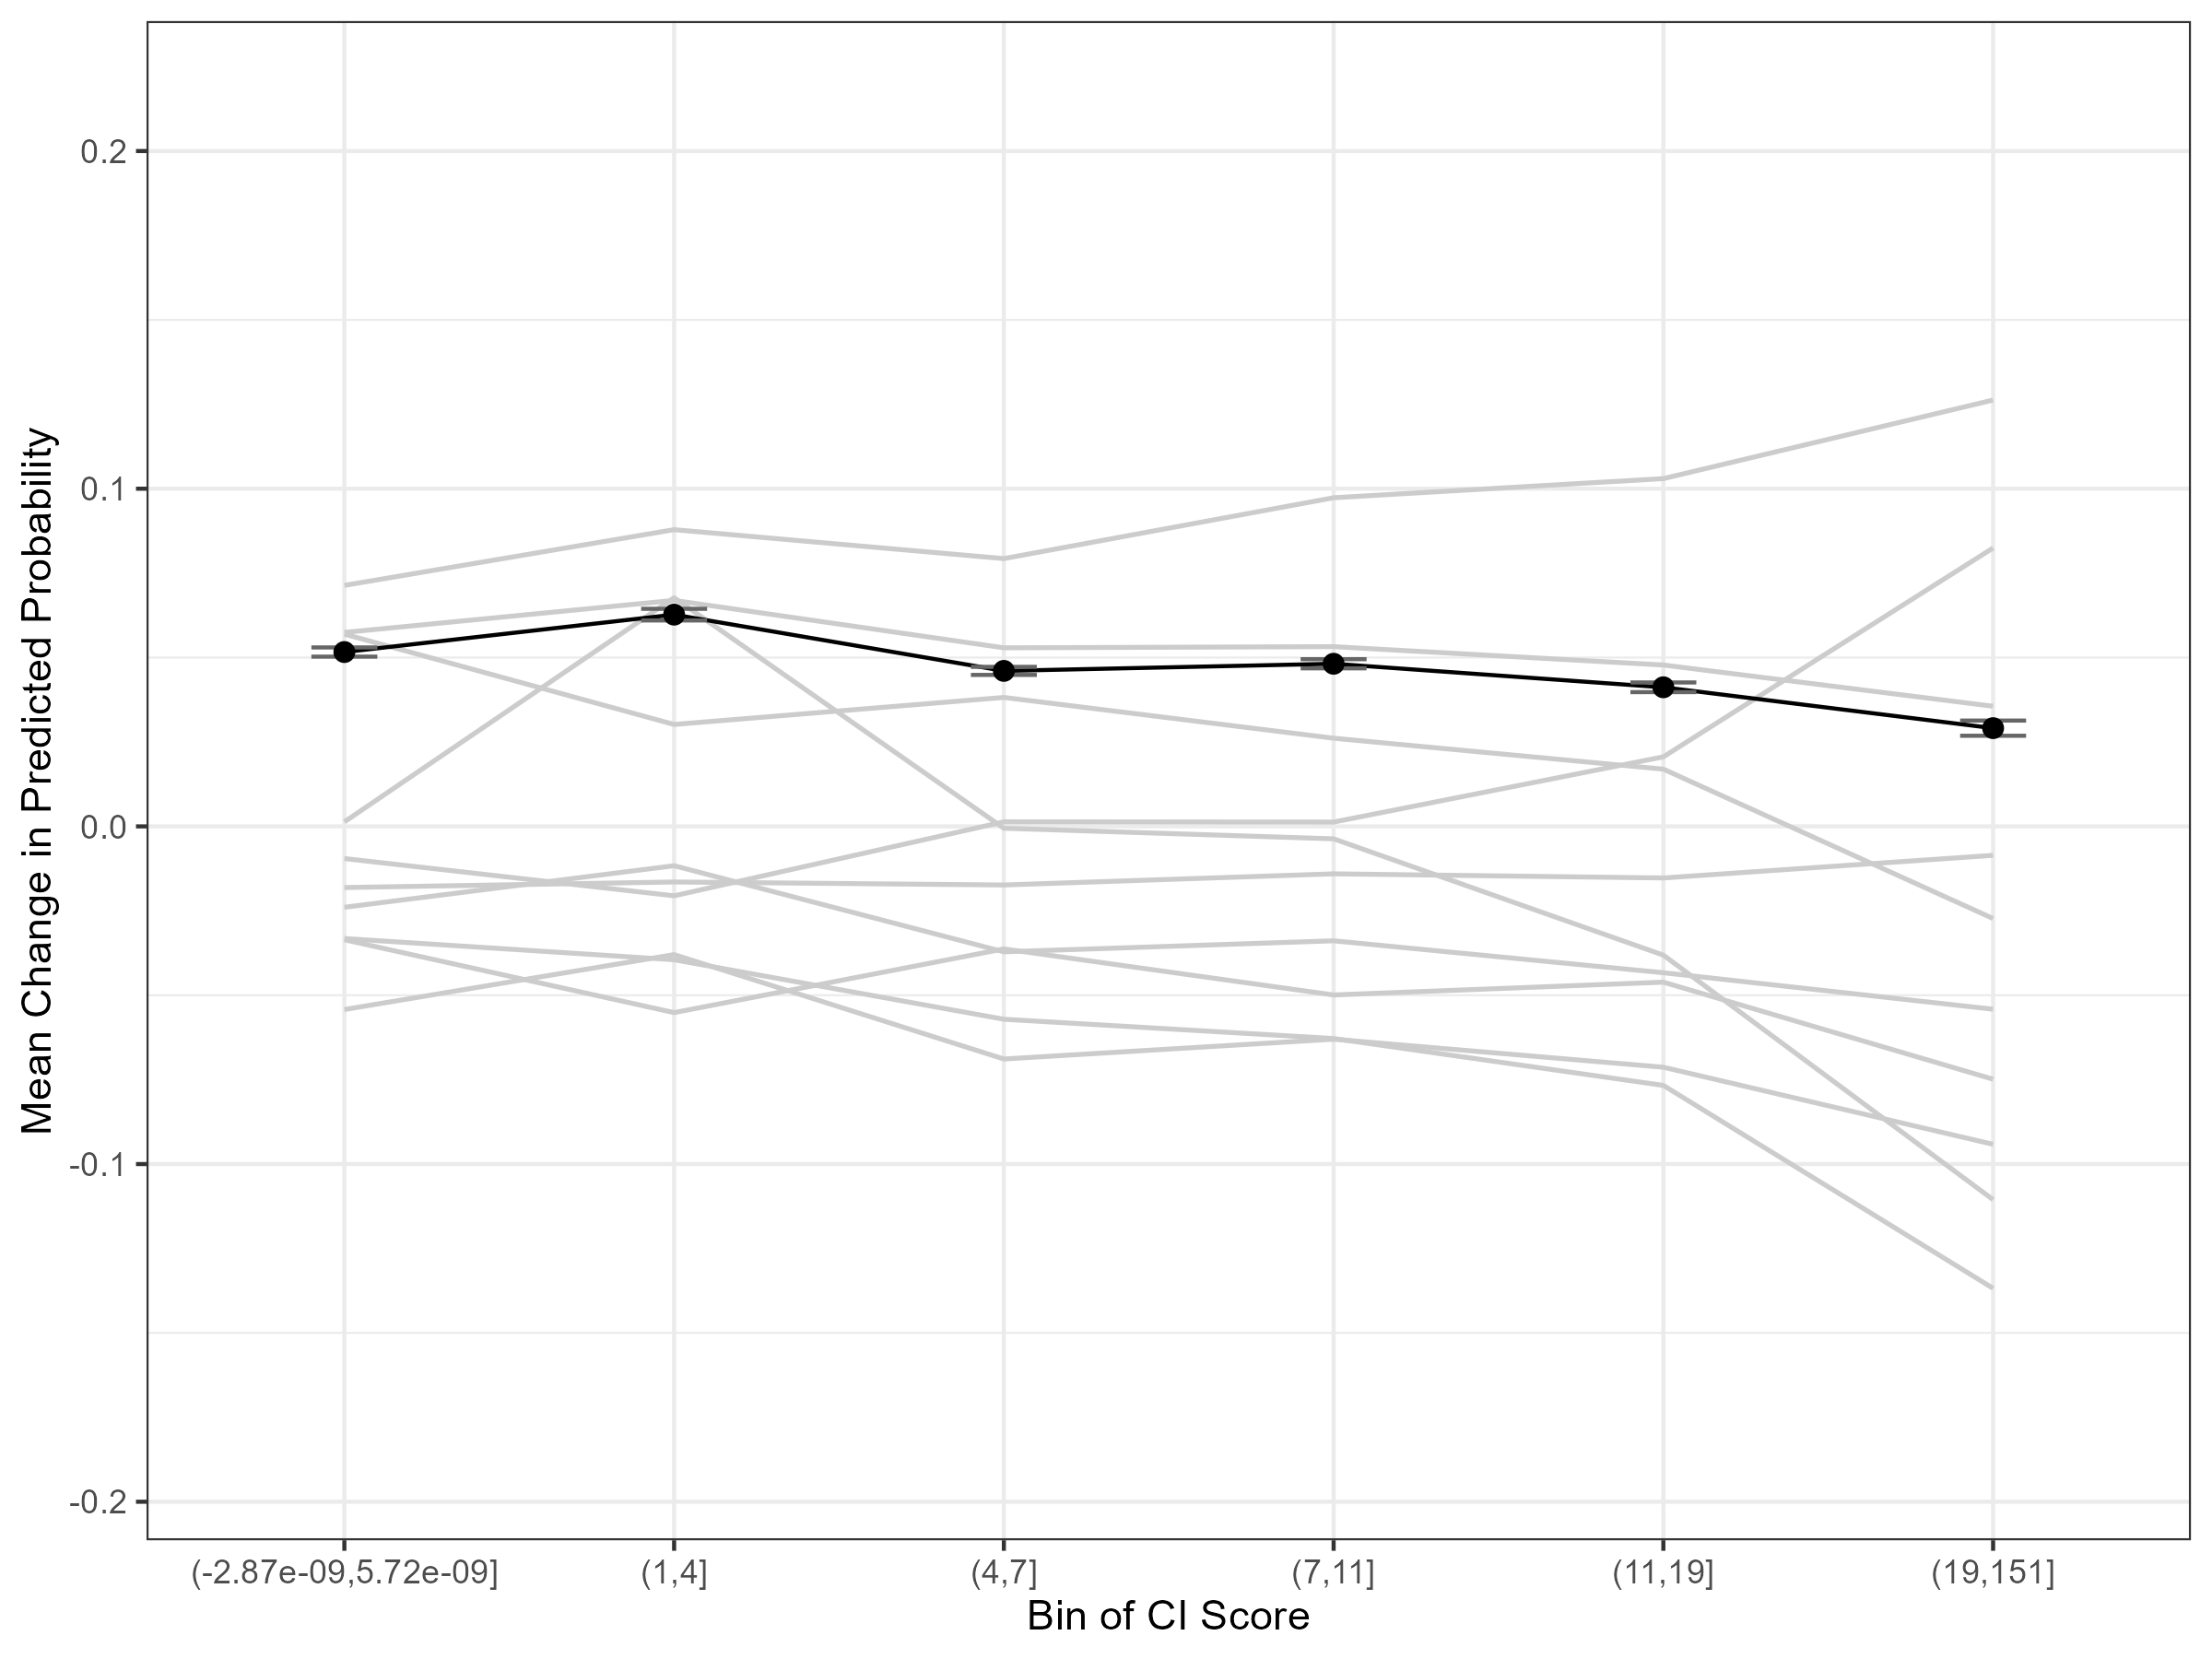 Mean Change in Predicted Probability
0.2
0.1
0.0
-0.1
-0.2
(-2.87e-09,5.72e-09] (1,4] (4,7] (7,11] (11,19] (19,151]
Bin of CI Score